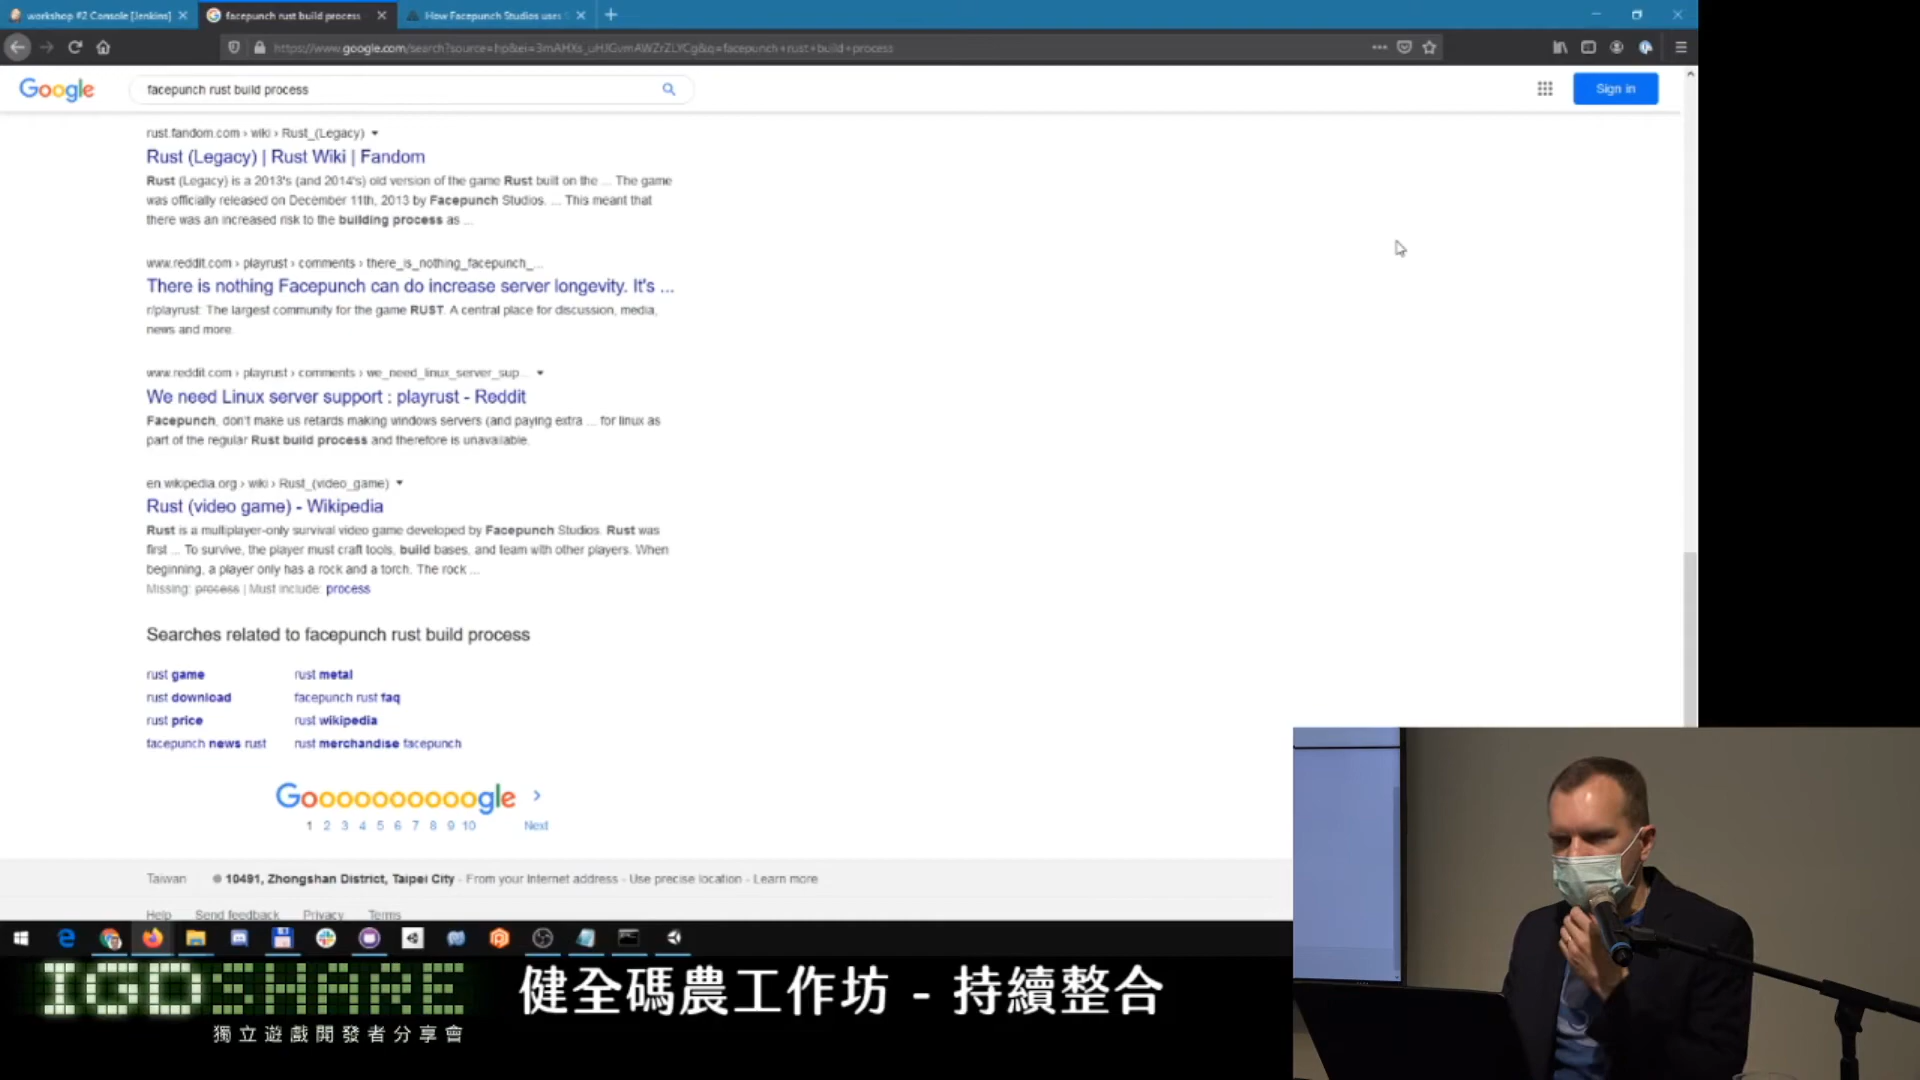 workshop #2 Console [Jenkins]
facepunch rust build process
How Facepunch Studios uses
https://www.google.com/search?source=hp&ei=3mAHXs_uHJGvmAWZrZLYCg&q=facepunch+rust+build+process
Google
facepunch rust build process
Sign in
rust.fandom.com › wiki › Rust_(Legacy)
Rust (Legacy) | Rust Wiki | Fandom
Rust (Legacy) is a 2013's (and 2014's) old version of the game Rust built on the ... The game
was officially released on December 11th, 2013 by Facepunch Studios. ... This meant that
there was an increased risk to the building process as ...
www.reddit.com › playrust › comments › there_is_nothing_facepunch_...
There is nothing Facepunch can do increase server longevity. It's ...
r/playrust: The largest community for the game RUST. A central place for discussion, media,
news and more.
www.reddit.com › playrust › comments › we_need_linux_server_sup...
We need Linux server support : playrust - Reddit
Facepunch, don't make us retards making windows servers (and paying extra ... for linux as
part of the regular Rust build process and therefore is unavailable.
en.wikipedia.org › wiki › Rust_(video_game)
Rust (video game) - Wikipedia
Rust is a multiplayer-only survival video game developed by Facepunch Studios. Rust was
first ... To survive, the player must craft tools, build bases, and team with other players. When
beginning, a player only has a rock and a torch. The rock ...
Missing: process | Must include: process
Searches related to facepunch rust build process
rust game
rust metal
rust download
facepunch rust faq
rust price
rust wikipedia
facepunch news rust
rust merchandise facepunch
Goooooooooogle
1 2 3 4 5 6 7 8 9 10
Next
Taiwan
10491, Zhongshan District, Taipei City - From your Internet address - Use precise location - Learn more
Help Send feedback Privacy Terms
IGDSHARE
獨立遊戲開發者分享會
健全碼農工作坊 - 持續整合